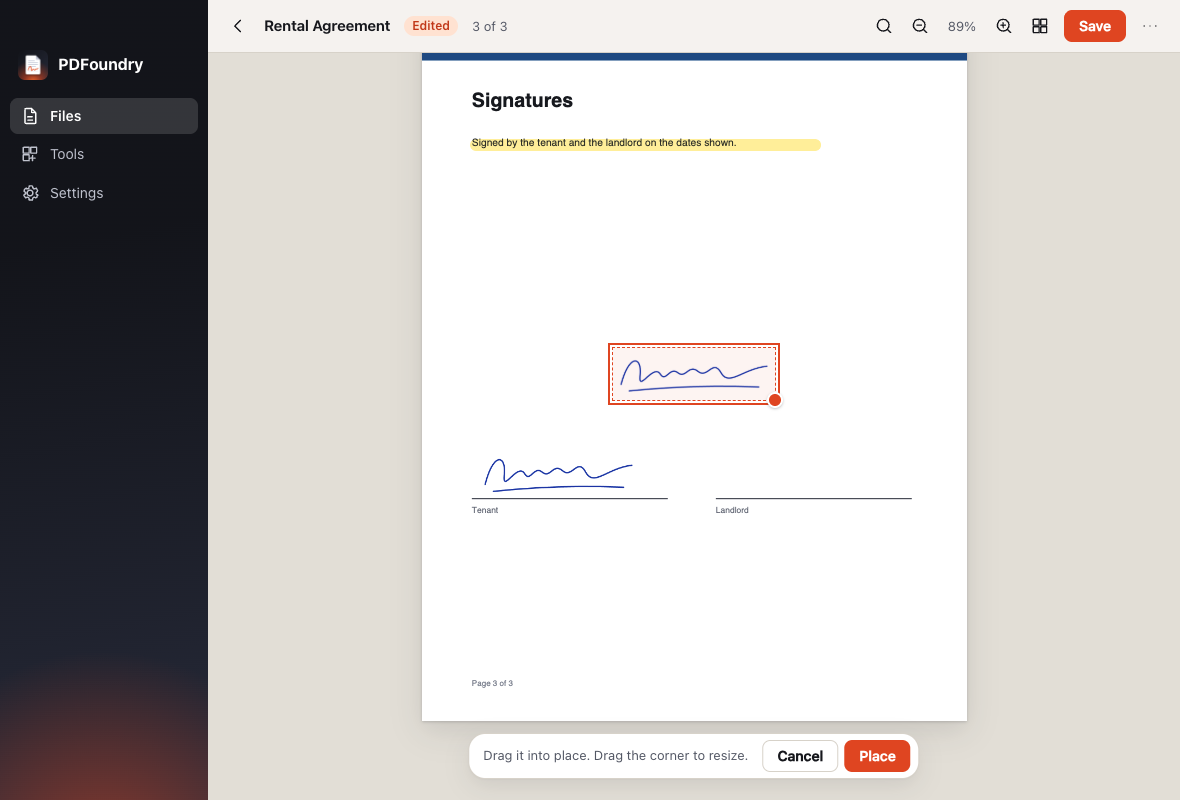 PDFoundry
Files
Tools
Settings
Rental Agreement Edited 3 of 3 89% Save
Signatures
Signed by the tenant and the landlord on the dates shown.
Tenant Landlord
Page 3 of 3
Drag it into place. Drag the corner to resize. Cancel Place